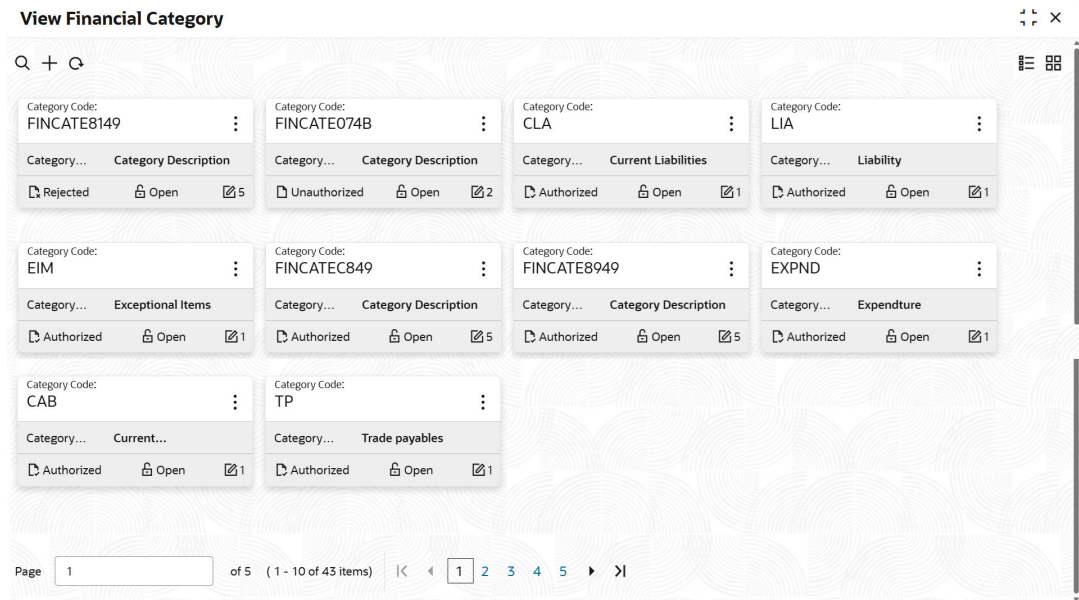 View Financial Category
Category Code: Category Code: Category Code: Category Code:
FINCATE8149 FINCATE074B CLA LIA
Category... Category Description Category... Category Description Category... Current Liabilities Category... Liability
Rejected Open 5 Unauthorized Open 2 Authorized Open 1 Authorized Open 1
Category Code: Category Code: Category Code: Category Code:
EIM FINCATEC849 FINCATE8949 EXPND
Category... Exceptional Items Category... Category Description Category... Category Description Category... Expendture
Authorized Open 1 Authorized Open 5 Authorized Open 5 Authorized Open 1
Category Code: Category Code:
CAB TP
Category... Current... Category... Trade payables
Authorized Open 1 Authorized Open 1
Page 1 of 5 ( 1 - 10 of 43 items) 1 2 3 4 5